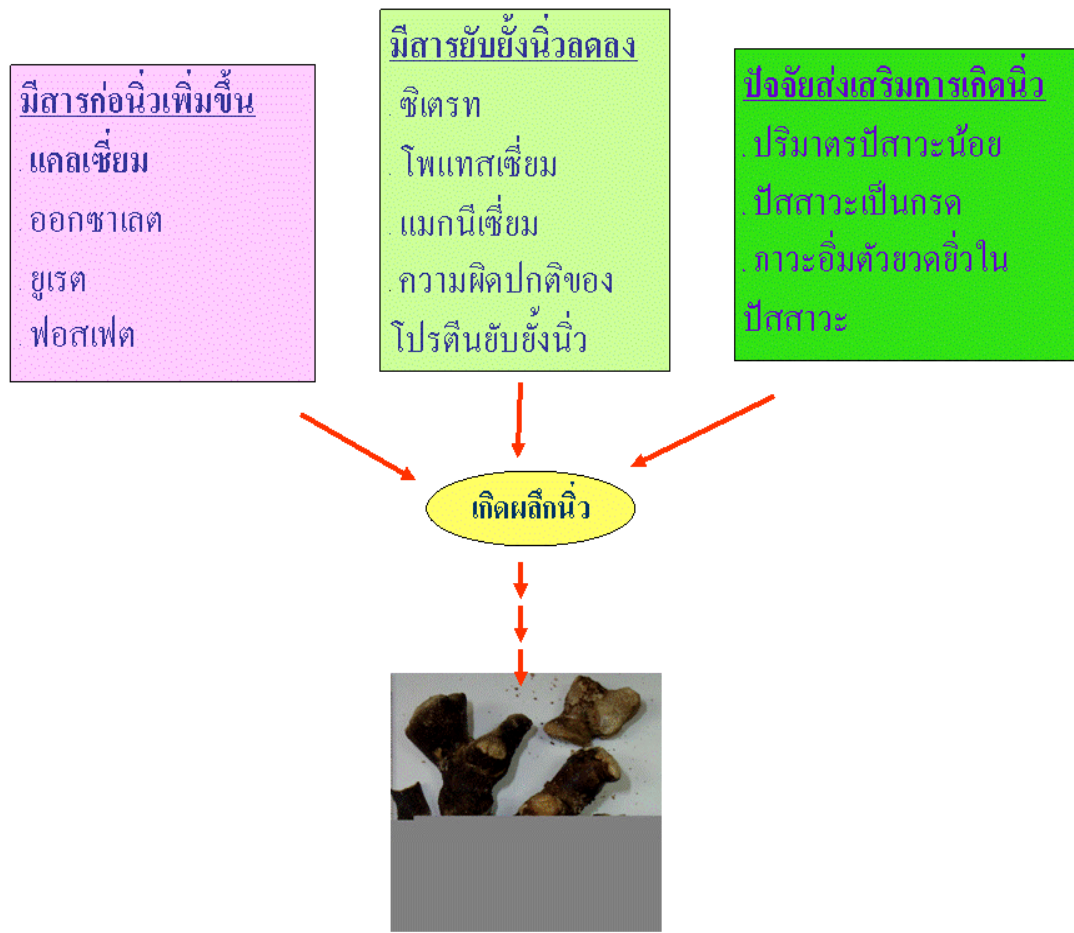 มีสารก่อนิ่วเพิ่มขึ้น
. แคลเซี่ยม
. ออกซาเลต
. ยูเรต
. ฟอสเฟต
มีสารยับยั้งนิ่วลดลง
. ซิเตรท
. โพแทสเซี่ยม
. แมกนีเซี่ยม
. ความผิดปกติของ
โปรตีนยับยั้งนิ่ว
ปัจจัยส่งเสริมการเกิดนิ่ว
. ปริมาตรปัสาวะน้อย
. ปัสสาวะเป็นกรด
. ภาวะอิ่มตัวยวดยิ่วใน
ปัสสาวะ
เกิดผลึกนิ่ว